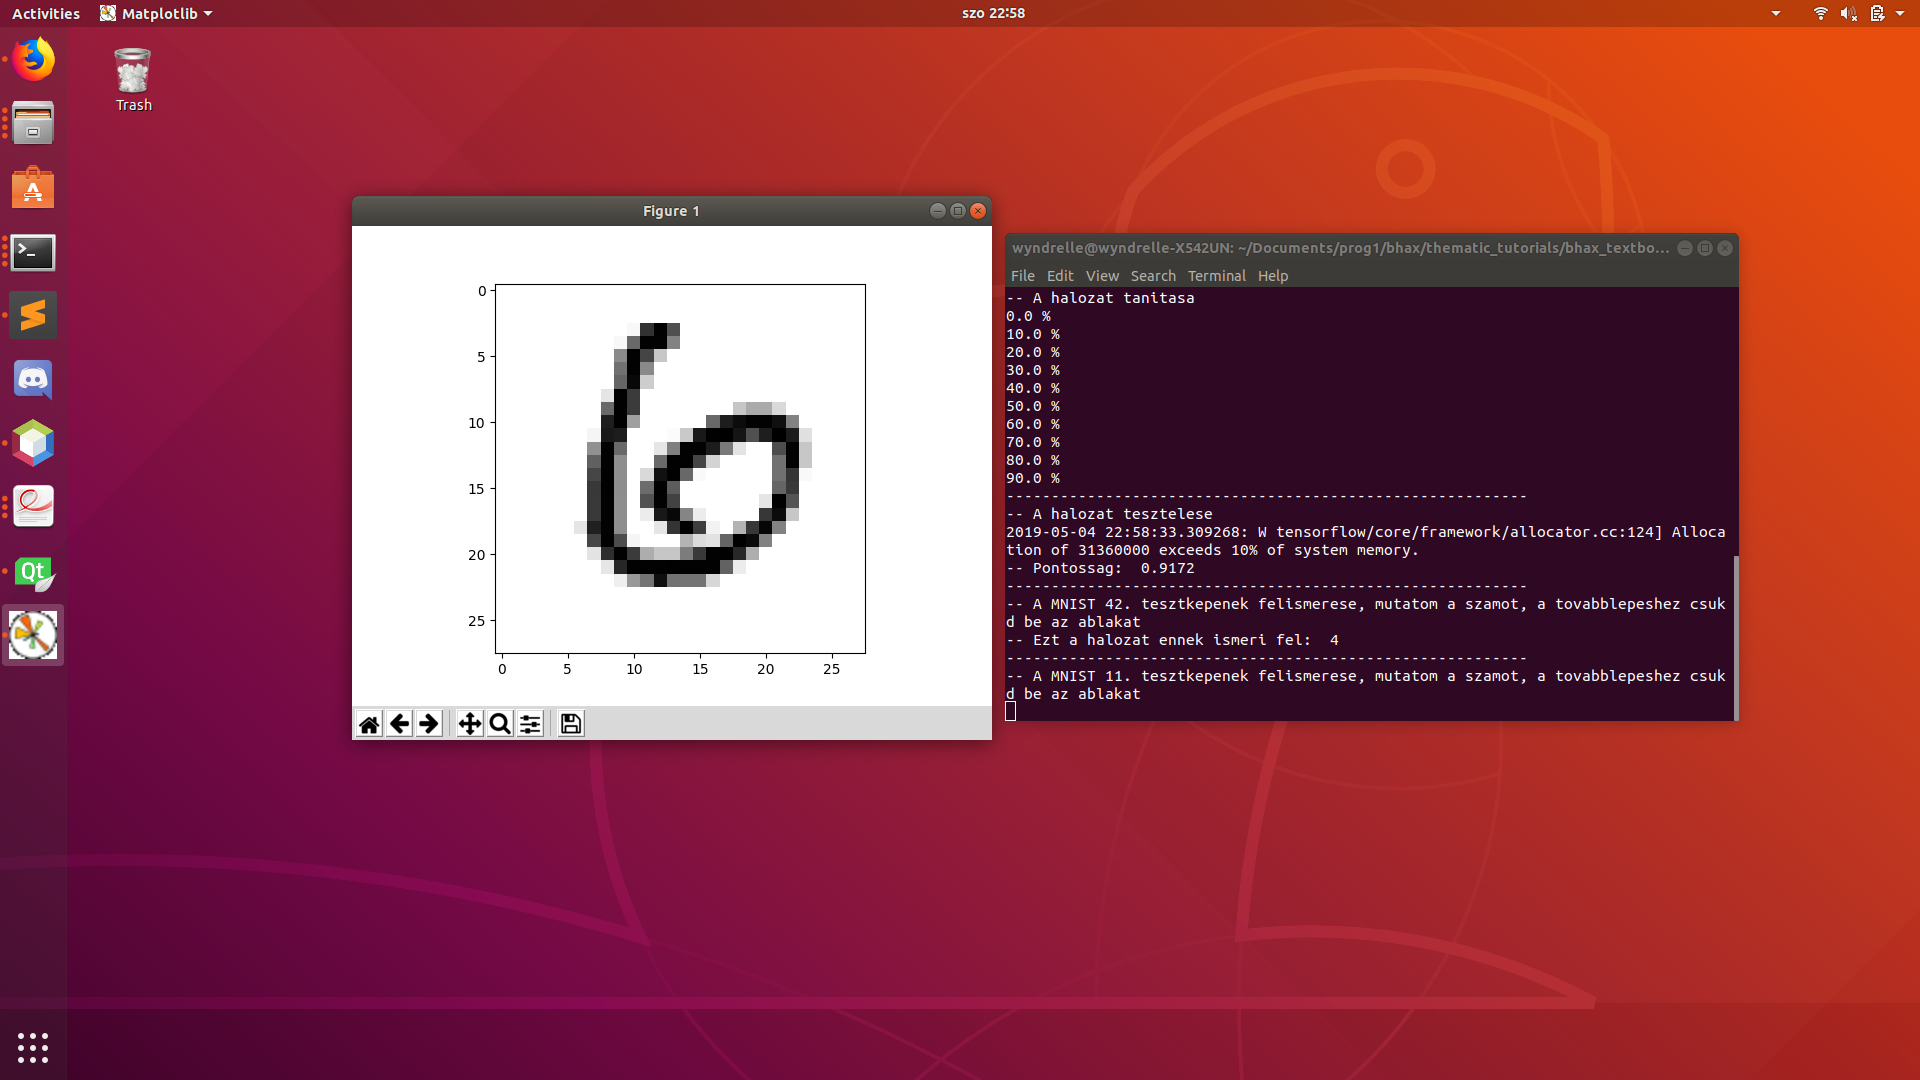 Activities
Matplotlib
szo 22:58
Trash
Figure 1
0
5
10
15
20
25
0 5 10 15 20 25
6
wyndrelle@wyndrelle-X542UN: ~/Documents/prog1/bhax/thematic_tutorials/bhax_textbo...
File Edit View Search Terminal Help
-- A halozat tanitasa
0.0 %
10.0 %
20.0 %
30.0 %
40.0 %
50.0 %
60.0 %
70.0 %
80.0 %
90.0 %
----------------------------------------------------------
-- A halozat tesztelese
2019-05-04 22:58:33.309268: W tensorflow/core/framework/allocator.cc:124] Alloca
tion of 31360000 exceeds 10% of system memory.
-- Pontossag:  0.9172
----------------------------------------------------------
-- A MNIST 42. tesztkepenek felismerese, mutatom a szamot, a tovabblepeshez csuk
d be az ablakat
-- Ezt a halozat ennek ismeri fel:  4
----------------------------------------------------------
-- A MNIST 11. tesztkepenek felismerese, mutatom a szamot, a tovabblepeshez csuk
d be az ablakat